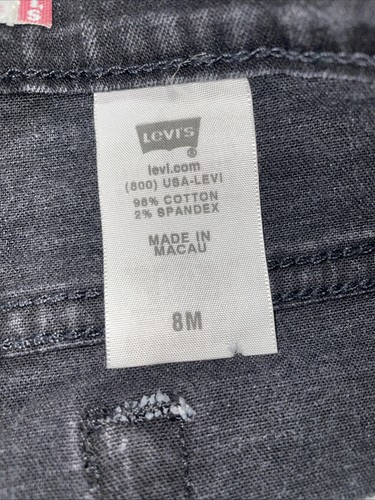 LEVI'S
®
levi.com
(800) USA-LEVI
98% COTTON
2% SPANDEX
MADE IN
MACAU
8M